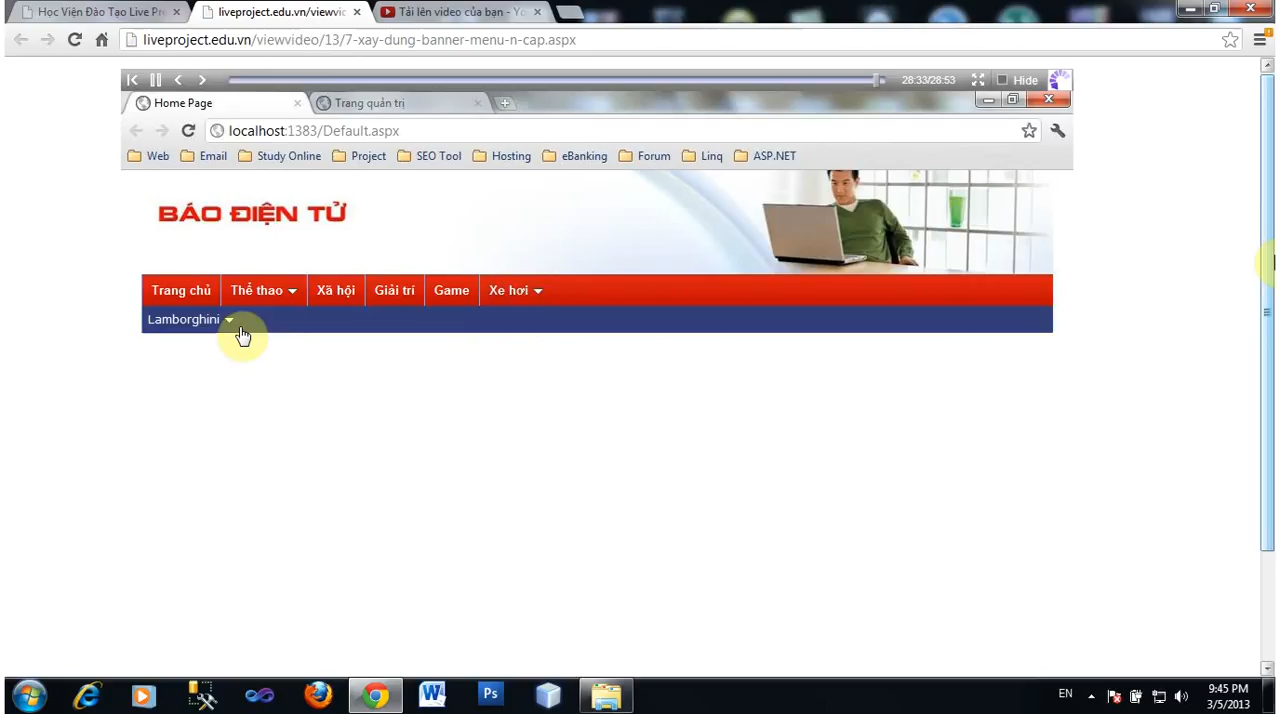 Học Viện Đào Tạo Live Pro
liveproject.edu.vn/viewvic
Tải lên video của bạn - Yo
liveproject.edu.vn/viewvideo/13/7-xay-dung-banner-menu-n-cap.aspx
28:33/28:53
Hide
Home Page
Trang quản trị
localhost:1383/Default.aspx
Web Email Study Online Project SEO Tool Hosting eBanking Forum Linq ASP.NET
BÁO ĐIỆN TỬ
Trang chủ Thể thao Xã hội Giải trí Game Xe hơi
Lamborghini
W
Ps
EN
9:45 PM
3/5/2013